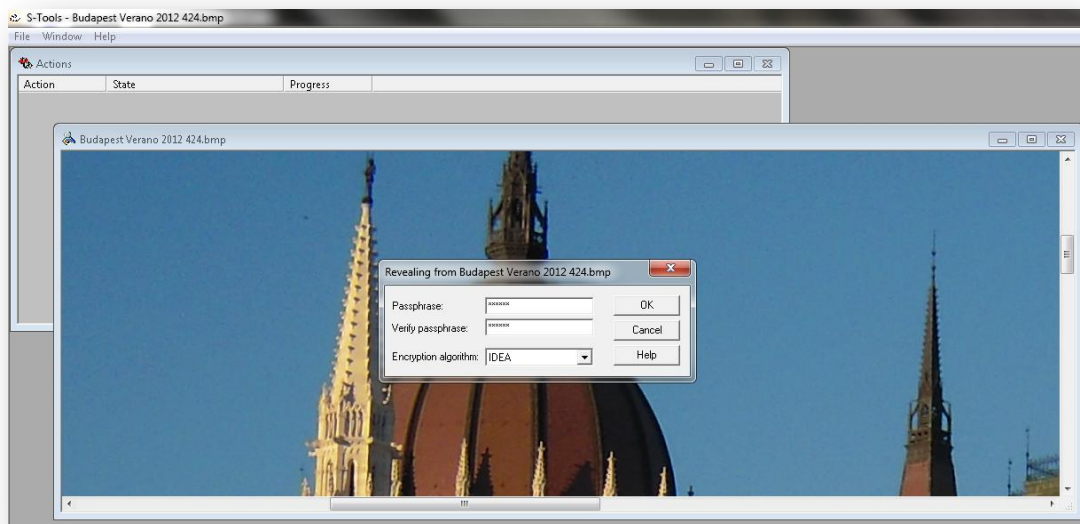 S-Tools - Budapest Verano 2012 424.bmp
File Window Help
Actions
Action State Progress
Budapest Verano 2012 424.bmp
Revealing from Budapest Verano 2012 424.bmp
Passphrase: ****** OK
Verify passphrase: ****** Cancel
Encryption algorithm: IDEA Help